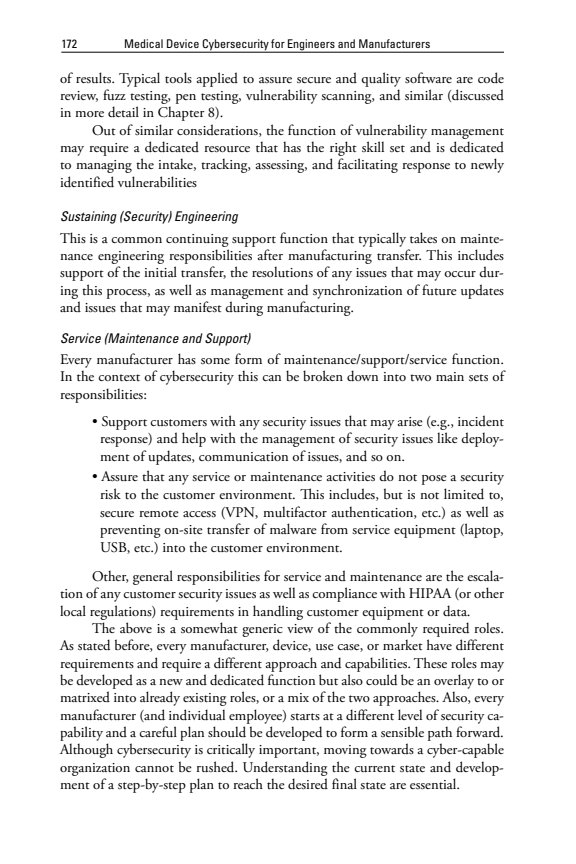 172 Medical Device Cybersecurity for Engineers and Manufacturers
of results. Typical tools applied to assure secure and quality software are code
review, fuzz testing, pen testing, vulnerability scanning, and similar (discussed
in more detail in Chapter 8).
Out of similar considerations, the function of vulnerability management
may require a dedicated resource that has the right skill set and is dedicated
to managing the intake, tracking, assessing, and facilitating response to newly
identified vulnerabilities
Sustaining (Security) Engineering
This is a common continuing support function that typically takes on mainte-
nance engineering responsibilities after manufacturing transfer. This includes
support of the initial transfer, the resolutions of any issues that may occur dur-
ing this process, as well as management and synchronization of future updates
and issues that may manifest during manufacturing.
Service (Maintenance and Support)
Every manufacturer has some form of maintenance/support/service function.
In the context of cybersecurity this can be broken down into two main sets of
responsibilities:
• Support customers with any security issues that may arise (e.g., incident
response) and help with the management of security issues like deploy-
ment of updates, communication of issues, and so on.
• Assure that any service or maintenance activities do not pose a security
risk to the customer environment. This includes, but is not limited to,
secure remote access (VPN, multifactor authentication, etc.) as well as
preventing on-site transfer of malware from service equipment (laptop,
USB, etc.) into the customer environment.
Other, general responsibilities for service and maintenance are the escala-
tion of any customer security issues as well as compliance with HIPAA (or other
local regulations) requirements in handling customer equipment or data.
The above is a somewhat generic view of the commonly required roles.
As stated before, every manufacturer, device, use case, or market have different
requirements and require a different approach and capabilities. These roles may
be developed as a new and dedicated function but also could be an overlay to or
matrixed into already existing roles, or a mix of the two approaches. Also, every
manufacturer (and individual employee) starts at a different level of security ca-
pability and a careful plan should be developed to form a sensible path forward.
Although cybersecurity is critically important, moving towards a cyber-capable
organization cannot be rushed. Understanding the current state and develop-
ment of a step-by-step plan to reach the desired final state are essential.